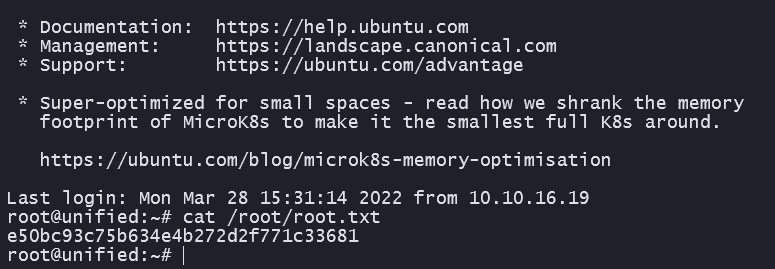 * Documentation:  https://help.ubuntu.com
* Management:     https://landscape.canonical.com
* Support:        https://ubuntu.com/advantage
* Super-optimized for small spaces - read how we shrank the memory
footprint of MicroK8s to make it the smallest full K8s around.
https://ubuntu.com/blog/microk8s-memory-optimisation
Last login: Mon Mar 28 15:31:14 2022 from 10.10.16.19
root@unified:~# cat /root/root.txt
e50bc93c75b634e4b272d2f771c33681
root@unified:~#